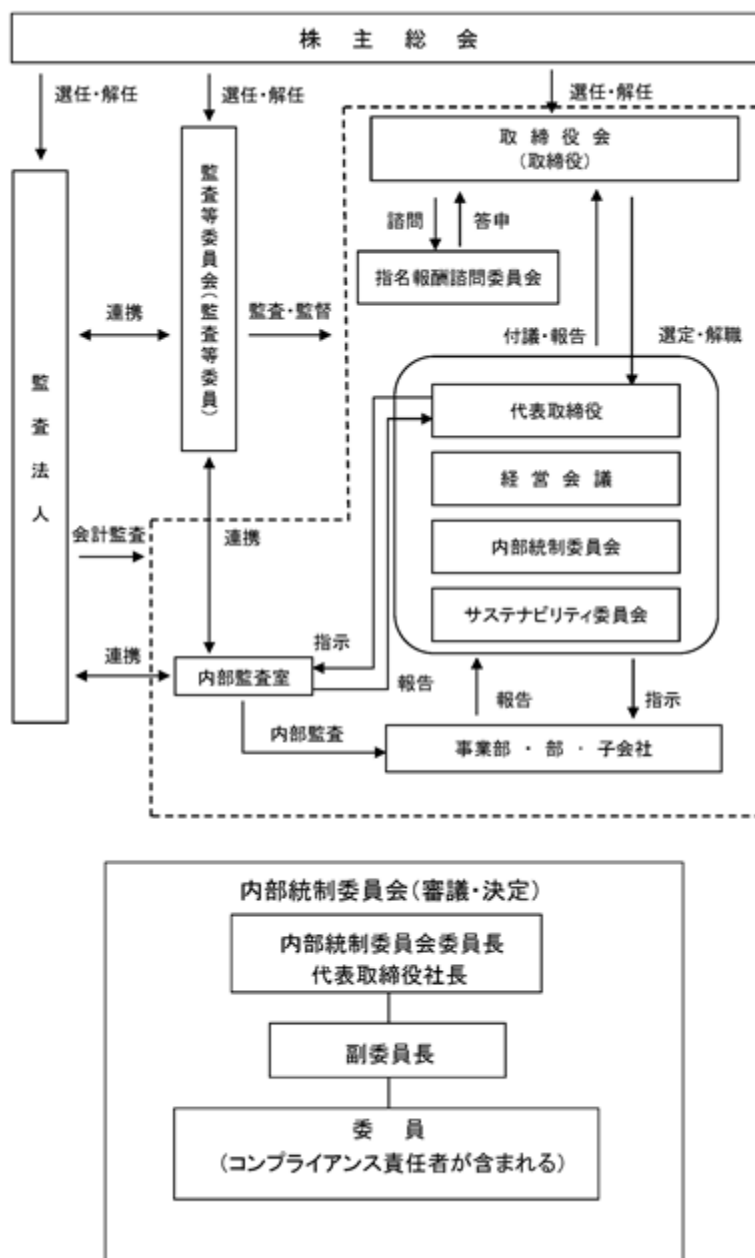 株主総会
選任・解任
選任・解任
選任・解任
取締役会
(取締役)
監査等委員会(監査等委員)
監査法人
諮問
答申
指名報酬諮問委員会
連携
監査・監督
付議・報告
選定・解職
代表取締役
経営会議
内部統制委員会
サステナビリティ委員会
会計監査
連携
連携
指示
内部監査室
報告
報告
指示
内部監査
事業部・部・子会社
内部統制委員会(審議・決定)
内部統制委員会委員長
代表取締役社長
副委員長
委員
(コンプライアンス責任者が含まれる)